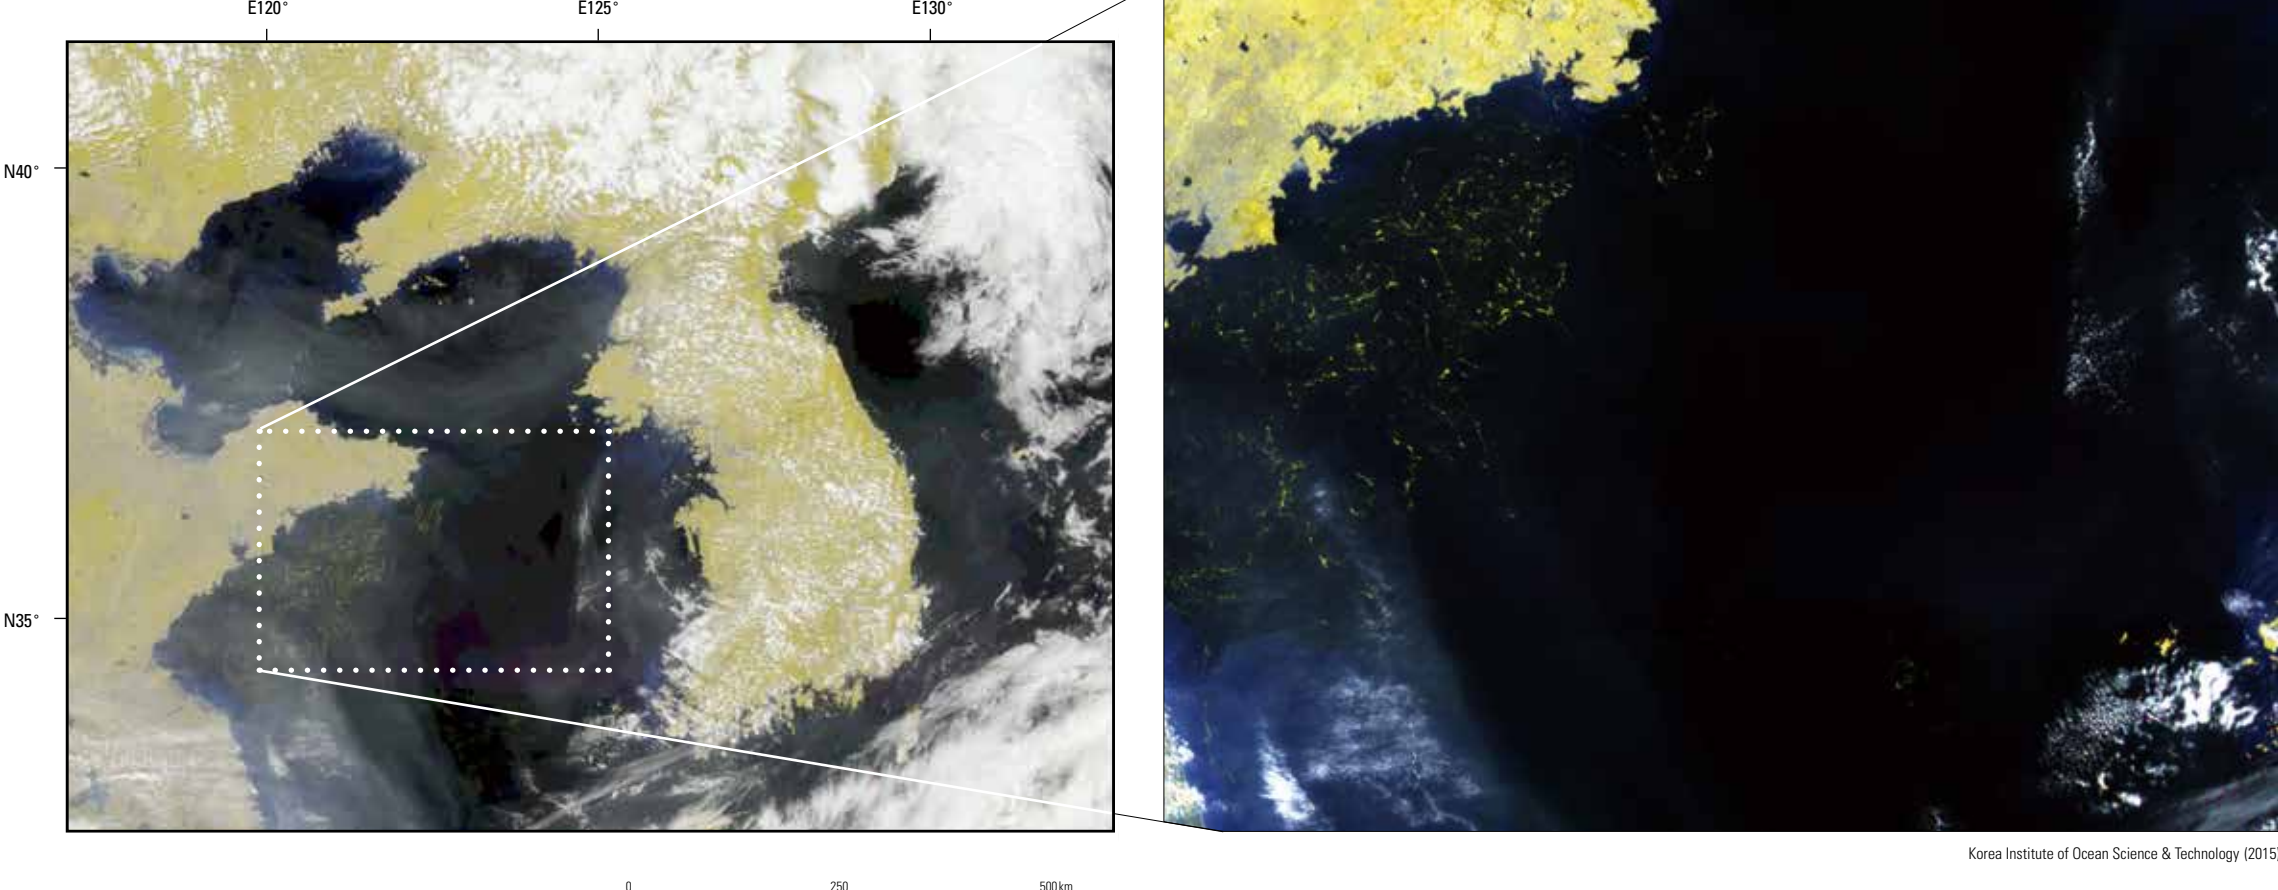 E120°
E125°
E130°
N40°
N35°
Korea Institute of Ocean Science & Technology (2015)
0
250
500km